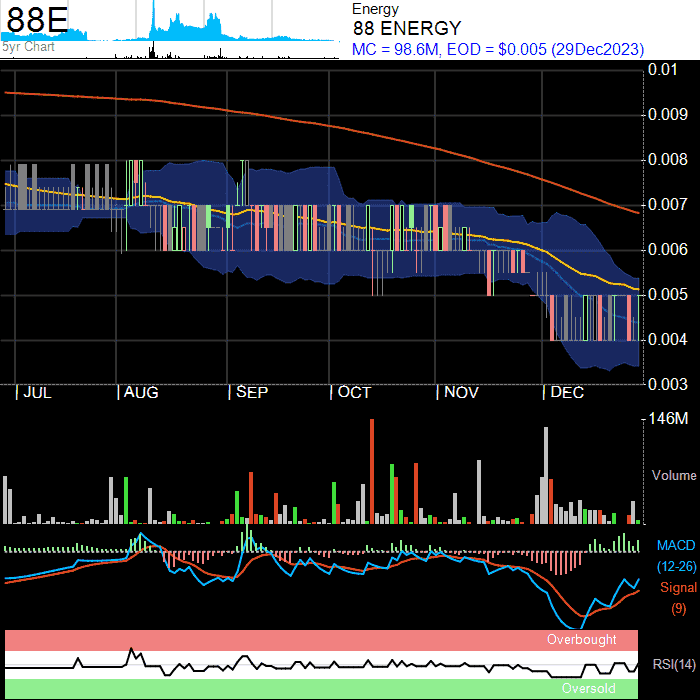 88E
5yr Chart
Energy
88 ENERGY
MC = 98.6M, EOD = $0.005 (29Dec2023)
0.01
0.009
0.008
0.007
0.006
0.005
0.004
0.003
JUL AUG SEP OCT NOV DEC
146M
Volume
MACD
(12-26)
Signal
(9)
Overbought
RSI(14)
Oversold